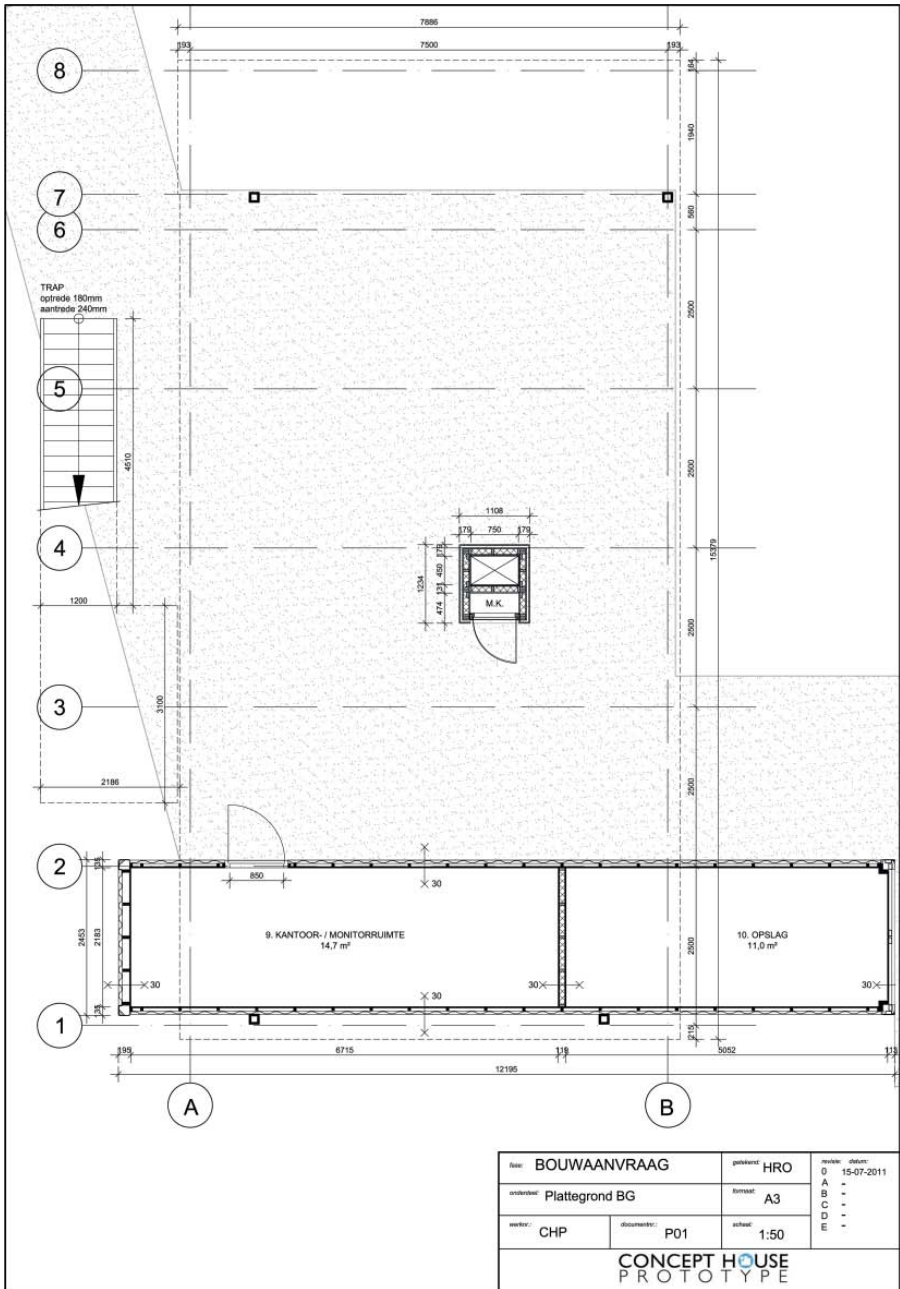 7886
193
7500
193
8
164
1940
7
560
6
2500
TRAP
optrede 180mm
aantrede 240mm
5
4510
2500
15379
1108
179
750
179
4
179
450
131
474
1234
M.K.
1200
2500
3100
3
2186
2500
2
135
850
30
2453
2183
9. KANTOOR- / MONITORRUIMTE
14,7 m²
10. OPSLAG
11,0 m²
2500
30
30
30
30
135
1
215
195
6715
5052
113
12195
A
B
fase: BOUWAANVRAAG
getekend: HRO
revisie: datum:
0 15-07-2011
A -
B -
C -
D -
E -
onderdeel: Plattegrond BG
formaat: A3
werknr.: CHP
documentnr.: P01
schaal: 1:50
CONCEPT HOUSE
PROTOTYPE